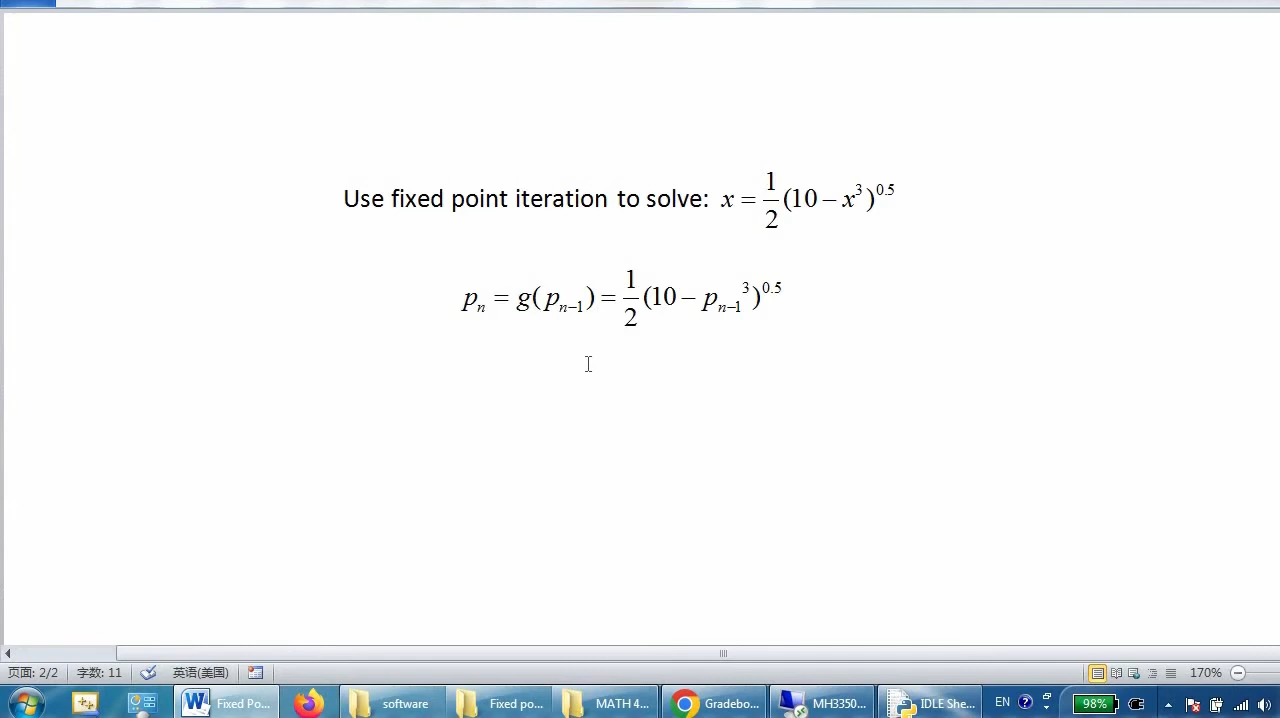 Use fixed point iteration to solve: x = 1/2 (10 − x³)^0.5
pₙ = g(pₙ₋₁) = 1/2 (10 − pₙ₋₁³)^0.5
页面: 2/2 字数: 11 英语(美国) 170%
Fixed Po... software Fixed po... MATH 4... Gradebo... MH3350... IDLE She... EN 98%